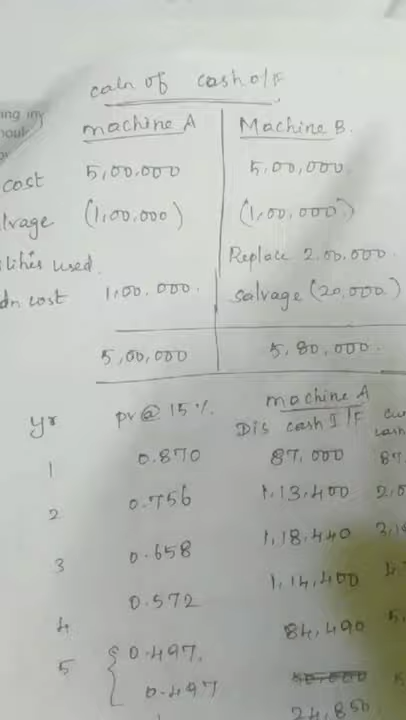 caln of cash o/F
machine A Machine B.
cost 5,00,000 5,00,000
lvrage (1,00,000) (1,00,000)
Replace 2,00,000.
used.
dn cost 1,00,000. salvage (20,000)
5,00,000 5,80,000.
machine A
yr pv@ 15% Dis cash I/F
1 0.870 87,000
2 0.756 1,13,400
3 0.658 1,18,440
4 0.572 1,14,400
5 0.497. 84,490
0.497 24,850